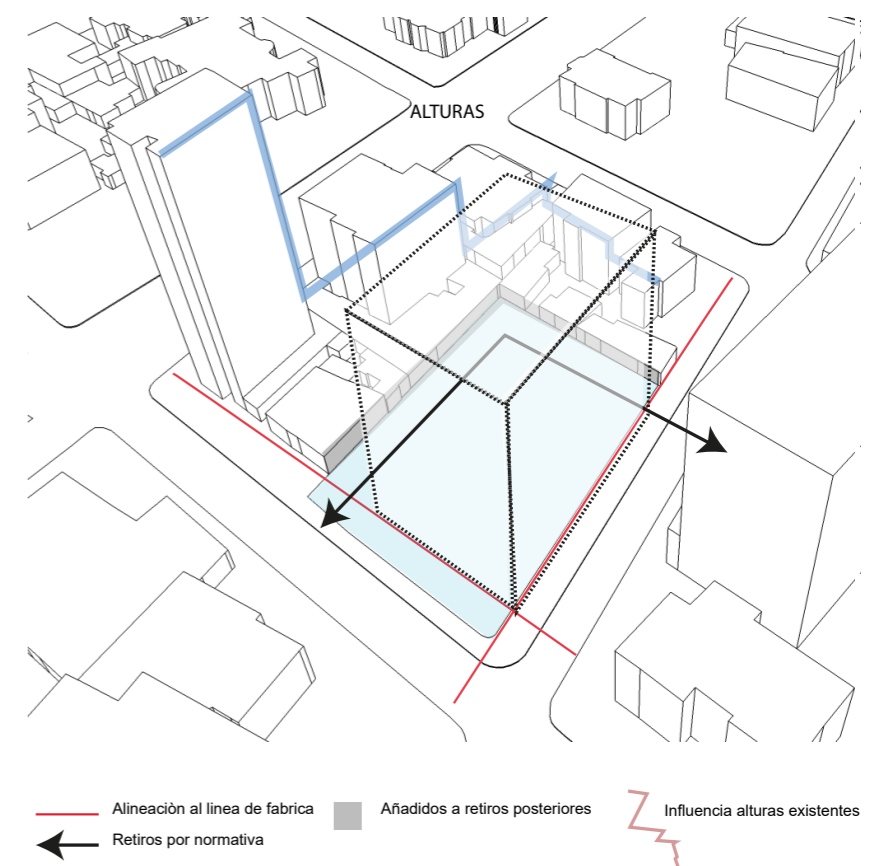 ALTURAS
Alineaciòn al linea de fabrica
Añadidos a retiros posteriores
Influencia alturas existentes
Retiros por normativa